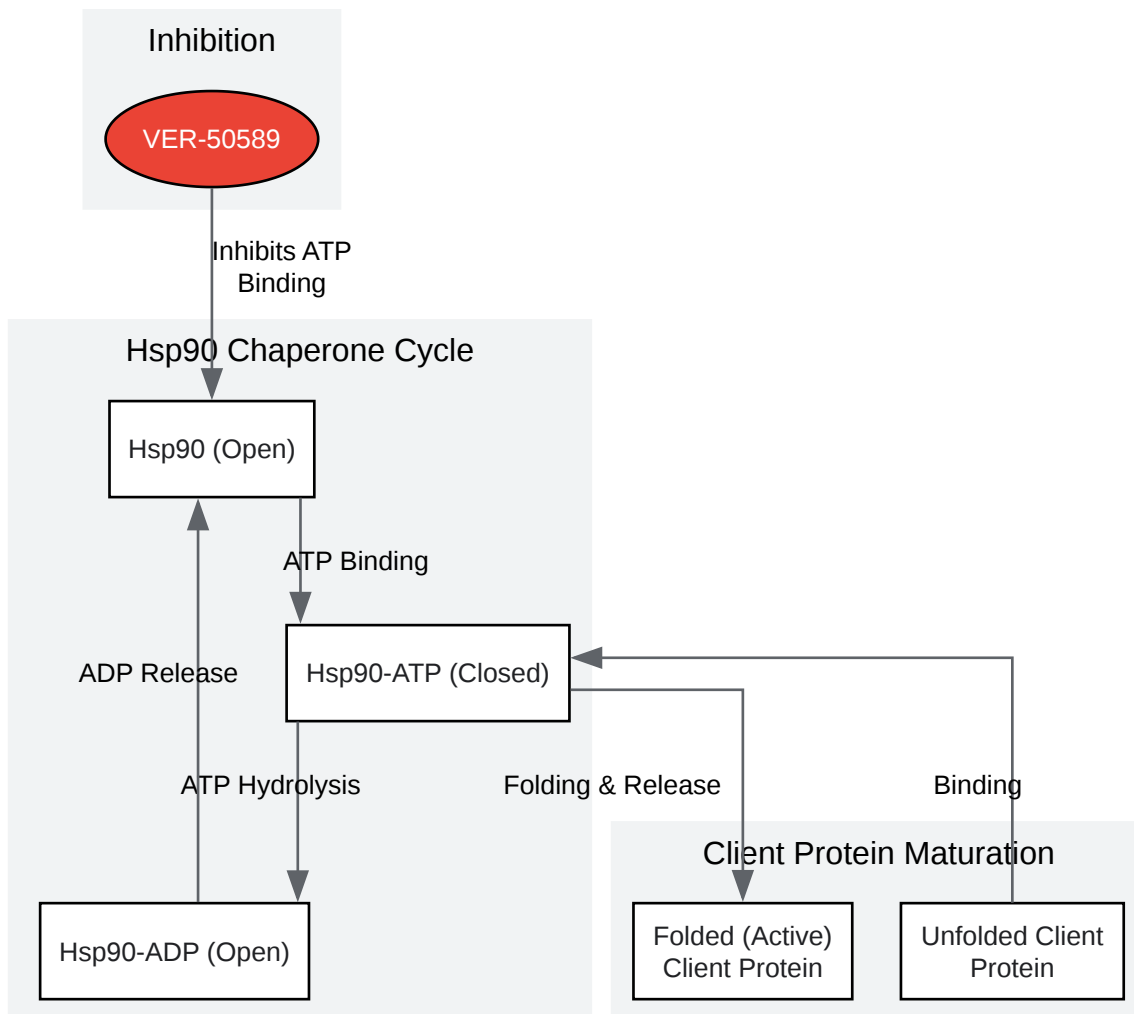 Inhibition
VER-50589
Inhibits ATP
Binding
Hsp90 Chaperone Cycle
Hsp90 (Open)
ATP Binding
ADP Release
Hsp90-ATP (Closed)
ATP Hydrolysis
Folding & Release
Binding
Client Protein Maturation
Hsp90-ADP (Open)
Folded (Active)
Client Protein
Unfolded Client
Protein